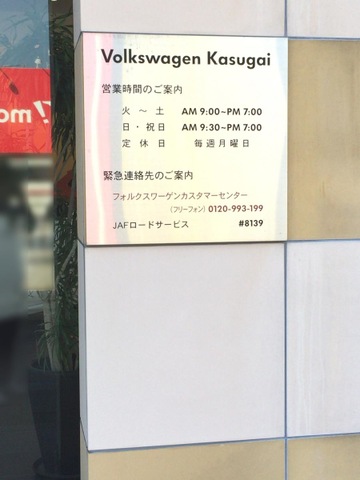 Volkswagen Kasugai
営業時間のご案内
火 ～ 土 AM 9:00~PM 7:00
日・祝日 AM 9:30~PM 7:00
定休日 毎週月曜日
緊急連絡先のご案内
フォルクスワーゲンカスタマーセンター
(フリーフォン) 0120-993-199
JAFロードサービス #8139